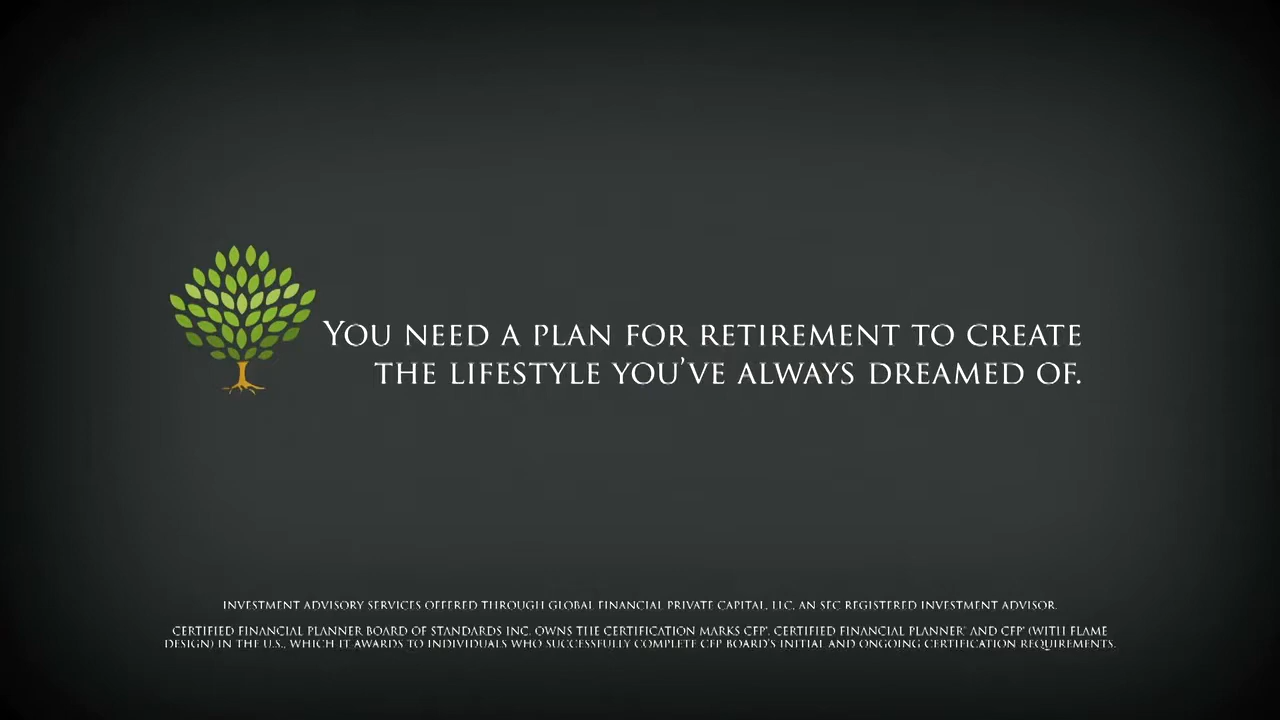 You need a plan for retirement to create
the lifestyle you've always dreamed of.
INVESTMENT ADVISORY SERVICES OFFERED THROUGH GLOBAL FINANCIAL PRIVATE CAPITAL, LLC, AN SEC REGISTERED INVESTMENT ADVISOR.
CERTIFIED FINANCIAL PLANNER BOARD OF STANDARDS INC. OWNS THE CERTIFICATION MARKS CFP®, CERTIFIED FINANCIAL PLANNER™ AND CFP® (WITH FLAME
DESIGN) IN THE U.S., WHICH IT AWARDS TO INDIVIDUALS WHO SUCCESSFULLY COMPLETE CFP BOARD'S INITIAL AND ONGOING CERTIFICATION REQUIREMENTS.